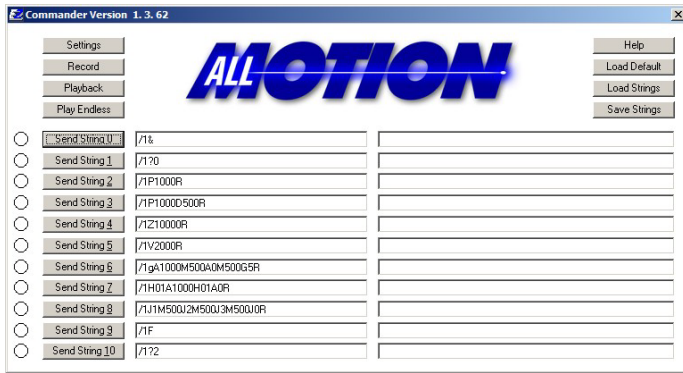 Commander Version 1.3.62
Settings
Help
Record
Load Default
Playback
Load Strings
Play Endless
Save Strings
ALL MOTION
Send String 0 /1&
Send String 1 /1?0
Send String 2 /1P1000R
Send String 3 /1P1000D500R
Send String 4 /1Z10000R
Send String 5 /1V2000R
Send String 6 /1gA1000M500A0M500G5R
Send String 7 /1H01A1000H01A0R
Send String 8 /1J1M500J2M500J3M500J0R
Send String 9 /1F
Send String 10 /1?2